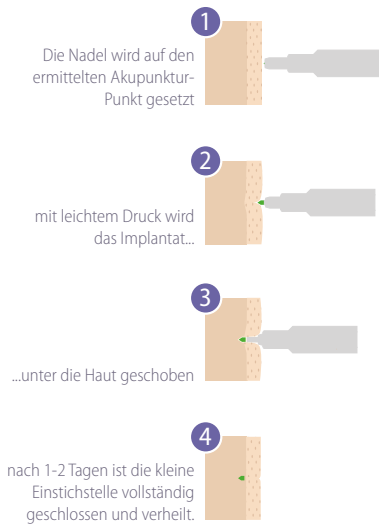 1
Die Nadel wird auf den
ermittelten Akupunktur-
Punkt gesetzt
2
mit leichtem Druck wird
das Implantat...
3
...unter die Haut geschoben
4
nach 1-2 Tagen ist die kleine
Einstichstelle vollständig
geschlossen und verheilt.